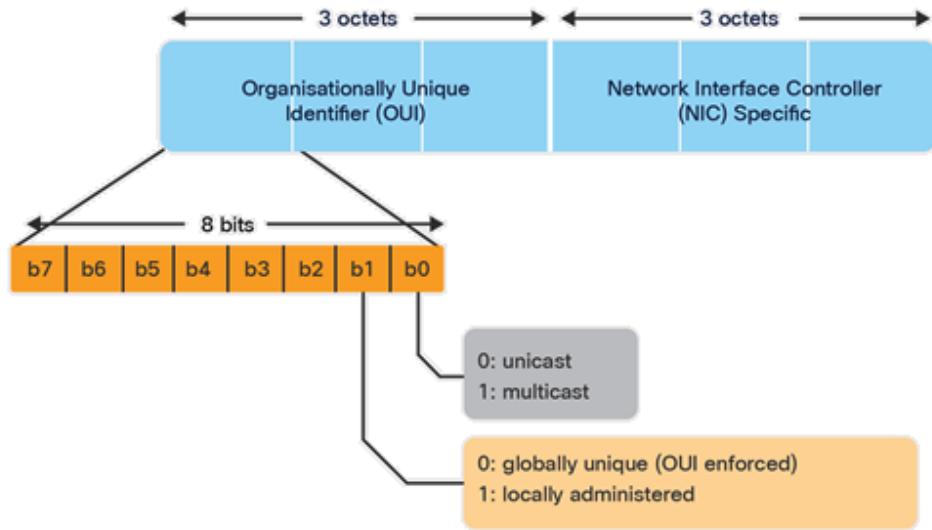 3 octets
3 octets
Organisationally Unique
Identifier (OUI)
Network Interface Controller
(NIC) Specific
8 bits
b7 b6 b5 b4 b3 b2 b1 b0
0: unicast
1: multicast
0: globally unique (OUI enforced)
1: locally administered